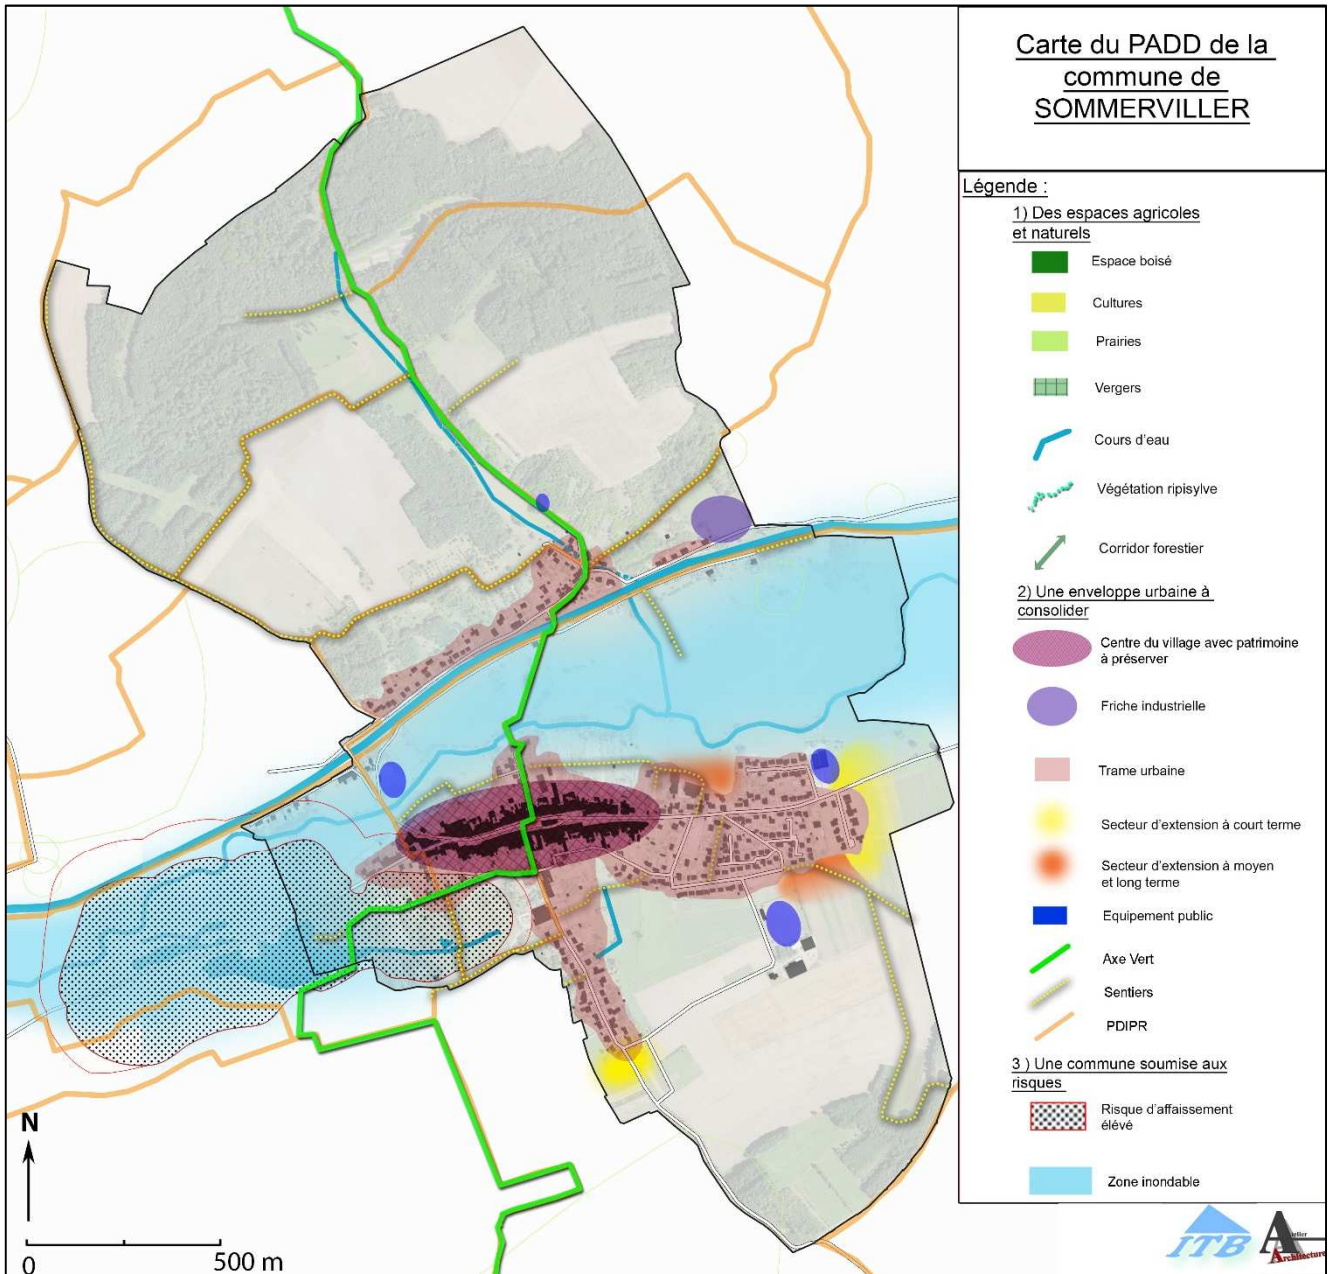 Carte du PADD de la
commune de
SOMMERVILLER
Légende :
1) Des espaces agricoles
et naturels
Espace boisé
Cultures
Prairies
Vergers
Cours d'eau
Végétation ripisylve
Corridor forestier
2) Une enveloppe urbaine à
consolider
Centre du village avec patrimoine
à préserver
Friche industrielle
Trame urbaine
Secteur d'extension à court terme
Secteur d'extension à moyen
et long terme
Equipement public
Axe Vert
Sentiers
PDIPR
3 ) Une commune soumise aux
risques
Risque d'affaissement
élévé
Zone inondable
N
0 500 m
ITB
Atelier
Architecture